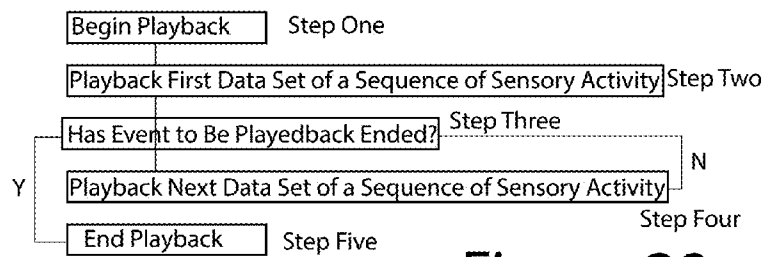 Begin Playback Step One
Playback First Data Set of a Sequence of Sensory Activity Step Two
Has Event to Be Playedback Ended? Step Three
N
Y
Playback Next Data Set of a Sequence of Sensory Activity
Step Four
End Playback Step Five